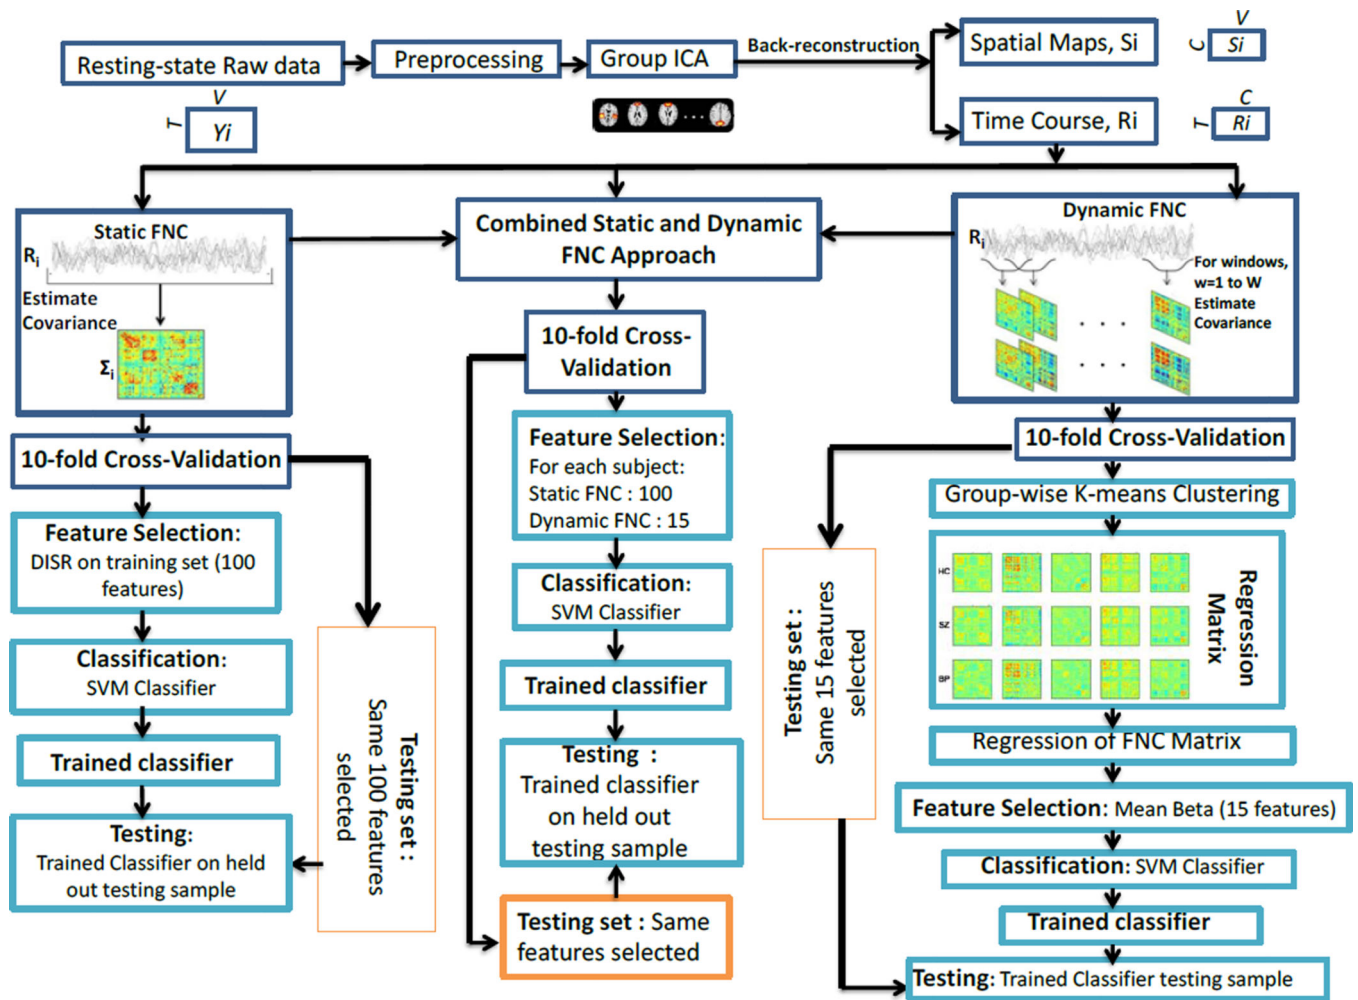 Resting-state Raw data
Preprocessing
Group ICA
Back-reconstruction
Spatial Maps, Si
V
C
Si
V
T
Yi
Time Course, Ri
C
T
Ri
Static FNC
R i
Estimate
Covariance
Σ i
Combined Static and Dynamic
FNC Approach
Dynamic FNC
R i
For windows,
w=1 to W
Estimate
Covariance
10-fold Cross-Validation
Feature Selection:
DISR on training set (100
features)
Classification:
SVM Classifier
Trained classifier
Testing:
Trained Classifier on held
out testing sample
Testing set :
Same 100 features
selected
10-fold Cross-
Validation
Feature Selection:
For each subject:
Static FNC : 100
Dynamic FNC : 15
Classification:
SVM Classifier
Trained classifier
Testing :
Trained classifier
on held out
testing sample
Testing set : Same
features selected
Testing set :
Same 15 features
selected
10-fold Cross-Validation
Group-wise K-means Clustering
HC
SZ
BP
Regression
Matrix
Regression of FNC Matrix
Feature Selection: Mean Beta (15 features)
Classification: SVM Classifier
Trained classifier
Testing: Trained Classifier testing sample